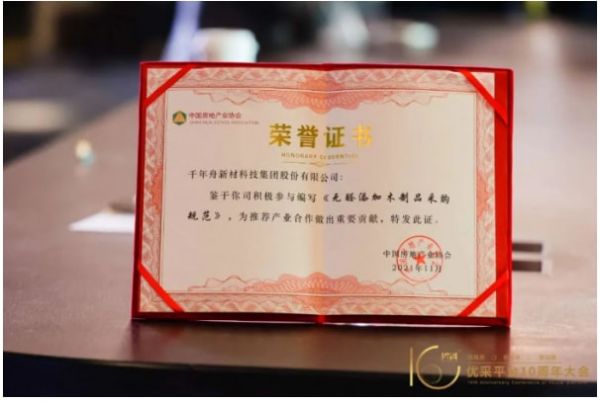 中国房地产业协会
荣誉证书
HONORARY CREDENTIAL
千年舟新材科技集团股份有限公司:
鉴于你司积极参与编写《无醛添加木制品采购
规范》,为推荐产业合作做出重要贡献,特发此证。
中国房地产业协会
2021年11月
优采平台10周年大会